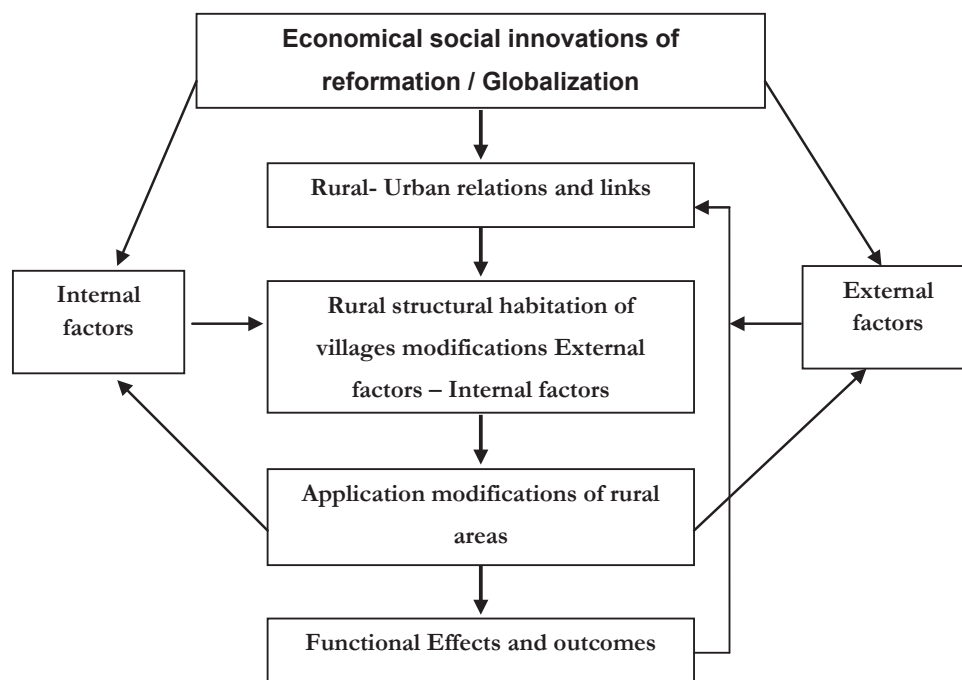 Economical social innovations of
reformation / Globalization
Rural- Urban relations and links
Internal
factors
Rural structural habitation of
villages modifications External
factors – Internal factors
External
factors
Application modifications of rural
areas
Functional Effects and outcomes